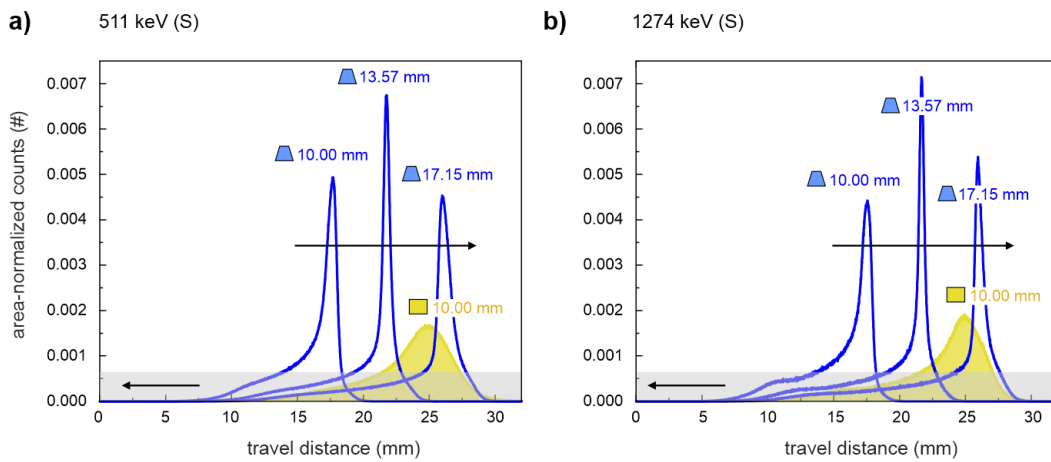 a)
511 keV (S)
area-normalized counts (#)
0.007
0.006
0.005
0.004
0.003
0.002
0.001
0.000
13.57 mm
10.00 mm
17.15 mm
10.00 mm
0
5
10
15
20
25
30
travel distance (mm)
b)
1274 keV (S)
0.007
0.006
0.005
0.004
0.003
0.002
0.001
0.000
13.57 mm
10.00 mm
17.15 mm
10.00 mm
0
5
10
15
20
25
30
travel distance (mm)